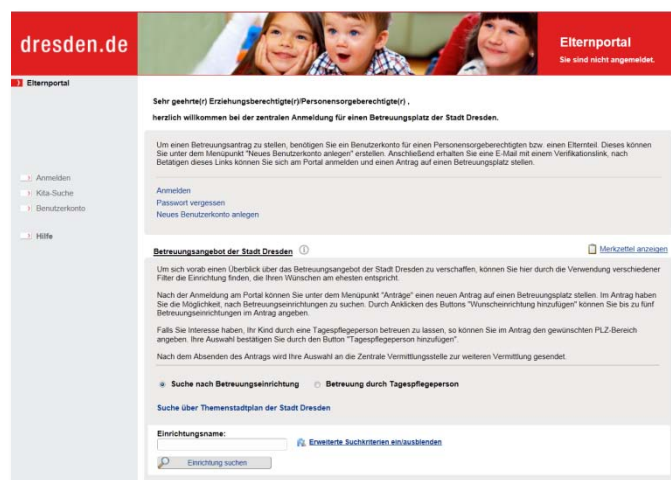 dresden.de
Elternportal
Sie sind nicht angemeldet.
Elternportal
Sehr geehrte(r) Erziehungsberechtigte(r)/Personensorgeberechtigte(r) ,
herzlich willkommen bei der zentralen Anmeldung für einen Betreuungsplatz der Stadt Dresden.
Um einen Betreuungsantrag zu stellen, benötigen Sie ein Benutzerkonto für einen Personensorgeberechtigten bzw. einen Elternteil. Dieses können
Sie unter dem Menüpunkt "Neues Benutzerkonto anlegen" erstellen. Anschließend erhalten Sie eine E-Mail mit einem Verifikationslink, nach
Betätigen dieses Links können Sie sich am Portal anmelden und einen Antrag auf einen Betreuungsplatz stellen.
Anmelden
Kita-Suche
Benutzerkonto
Hilfe
Anmelden
Passwort vergessen
Neues Benutzerkonto anlegen
Betreuungsangebot der Stadt Dresden
Merkzettel anzeigen
Um sich vorab einen Überblick über das Betreuungsangebot der Stadt Dresden zu verschaffen, können Sie hier durch die Verwendung verschiedener
Filter die Einrichtung finden, die Ihren Wünschen am ehesten entspricht.
Nach der Anmeldung am Portal können Sie unter dem Menüpunkt "Anträge" einen neuen Antrag auf einen Betreuungsplatz stellen. Im Antrag haben
Sie die Möglichkeit, nach Betreuungseinrichtungen zu suchen. Durch Anklicken des Buttons "Wunscheinrichtung hinzufügen" können Sie bis zu fünf
Betreuungseinrichtungen im Antrag angeben.
Falls Sie Interesse haben, Ihr Kind durch eine Tagespflegeperson betreuen zu lassen, so können Sie im Antrag den gewünschten PLZ-Bereich
angeben. Ihre Auswahl bestätigen Sie durch den Button "Tagespflegeperson hinzufügen".
Nach dem Absenden des Antrags wird Ihre Auswahl an die Zentrale Vermittlungsstelle zur weiteren Vermittlung gesendet.
Suche nach Betreuungseinrichtung
Betreuung durch Tagespflegeperson
Suche über Themenstadtplan der Stadt Dresden
Einrichtungsname:
Erweiterte Suchkriterien ein/ausblenden
Einrichtung suchen